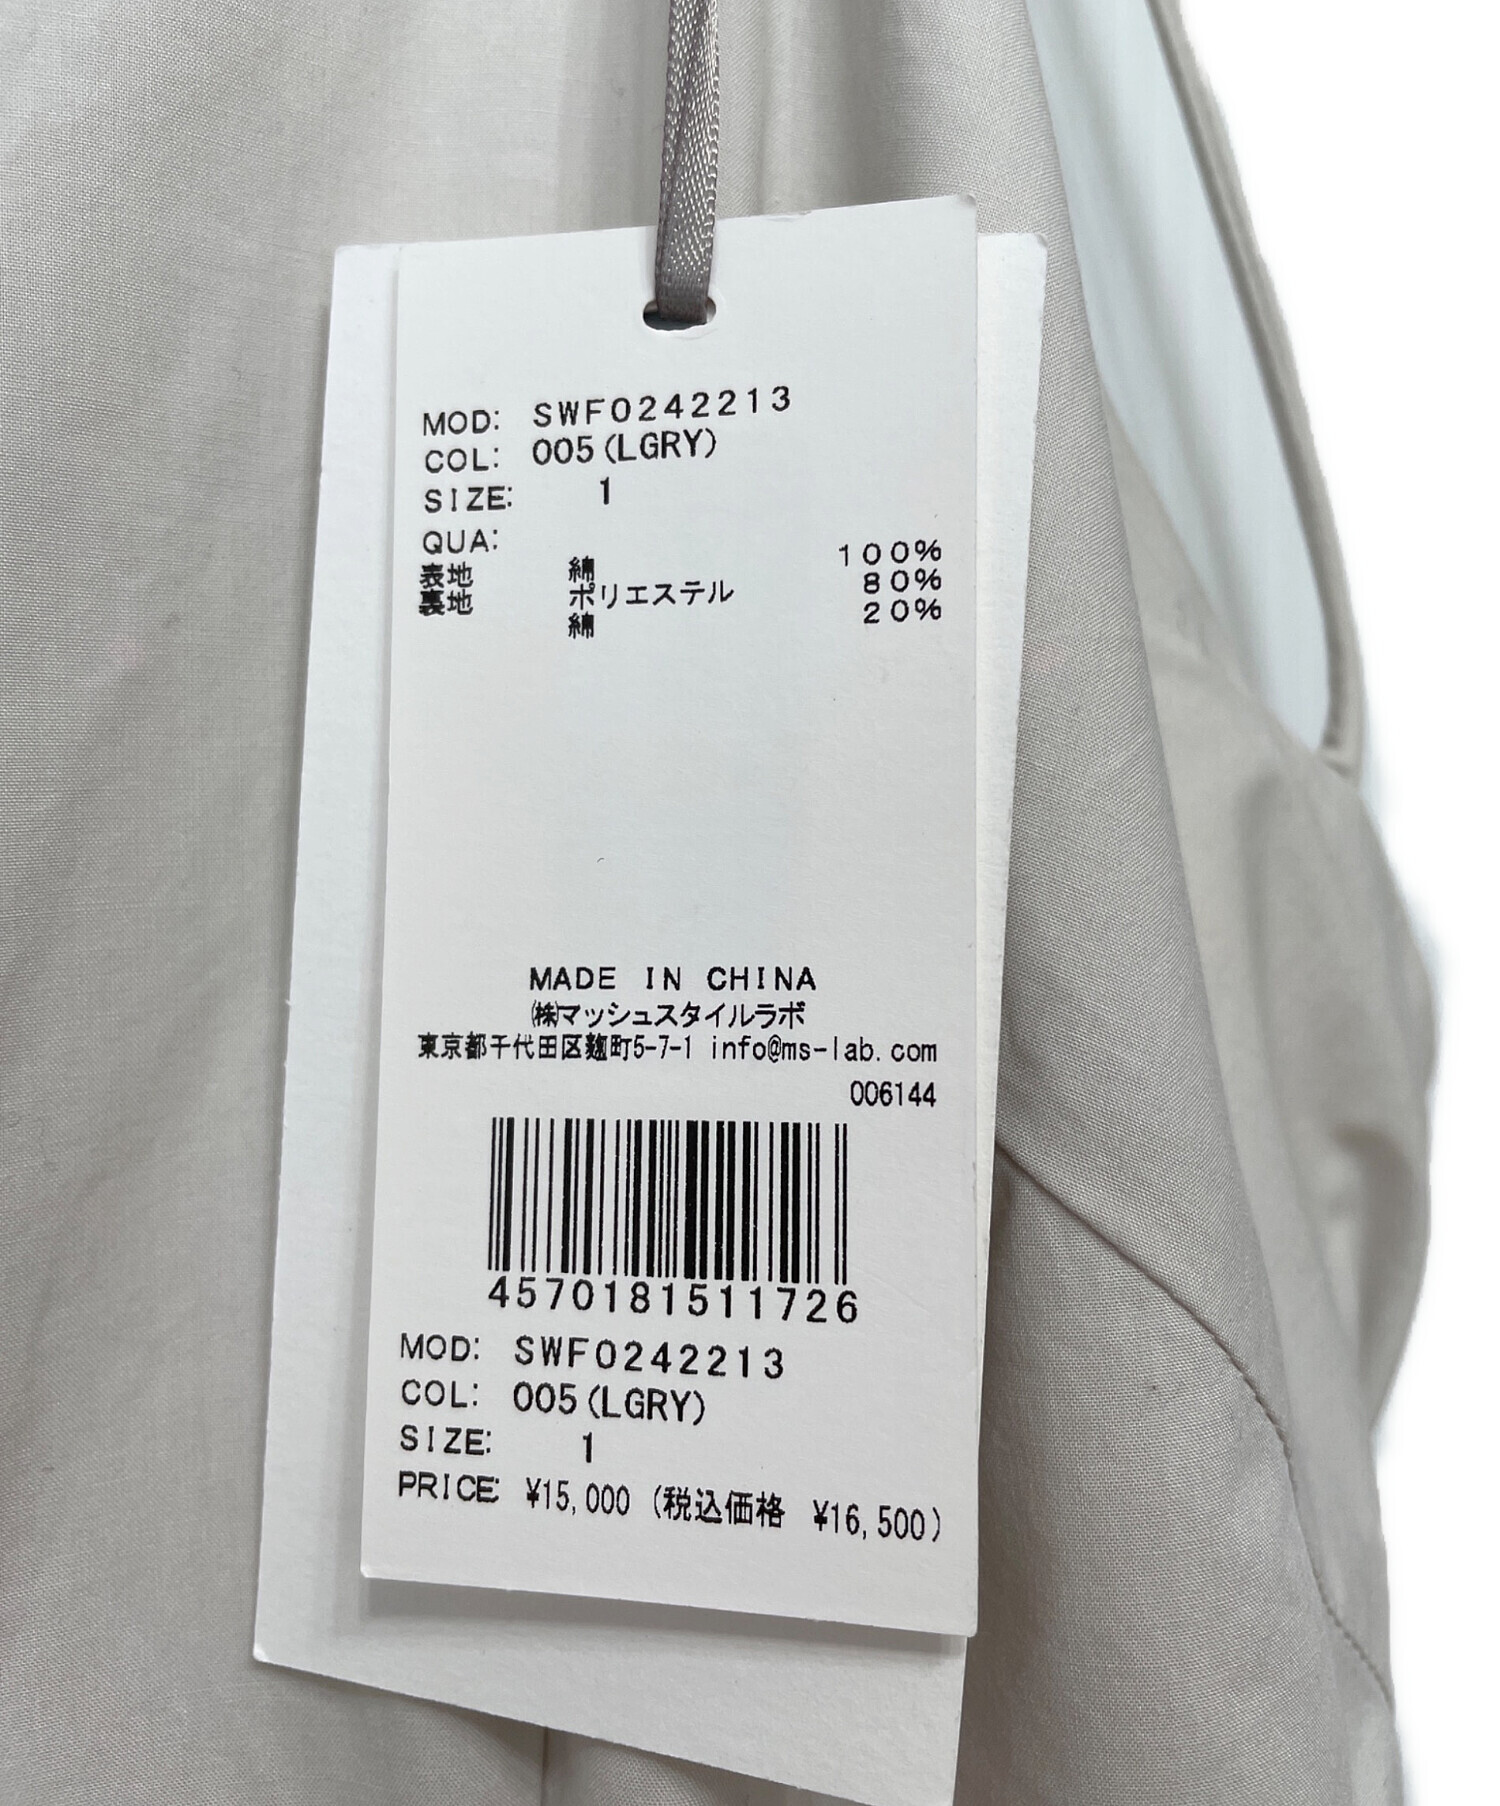 MOD: SWF0242213
COL: 005(LGRY)
SIZE: 1
QUA:
表地 綿 100%
裏地 ポリエステル 80%
綿 20%
MADE IN CHINA
㈱マッシュスタイルラボ
東京都千代田区麹町5-7-1 info@ms-lab.com
006144
4570181511726
MOD: SWF0242213
COL: 005(LGRY)
SIZE: 1
PRICE: ¥15,000 (税込価格 ¥16,500)